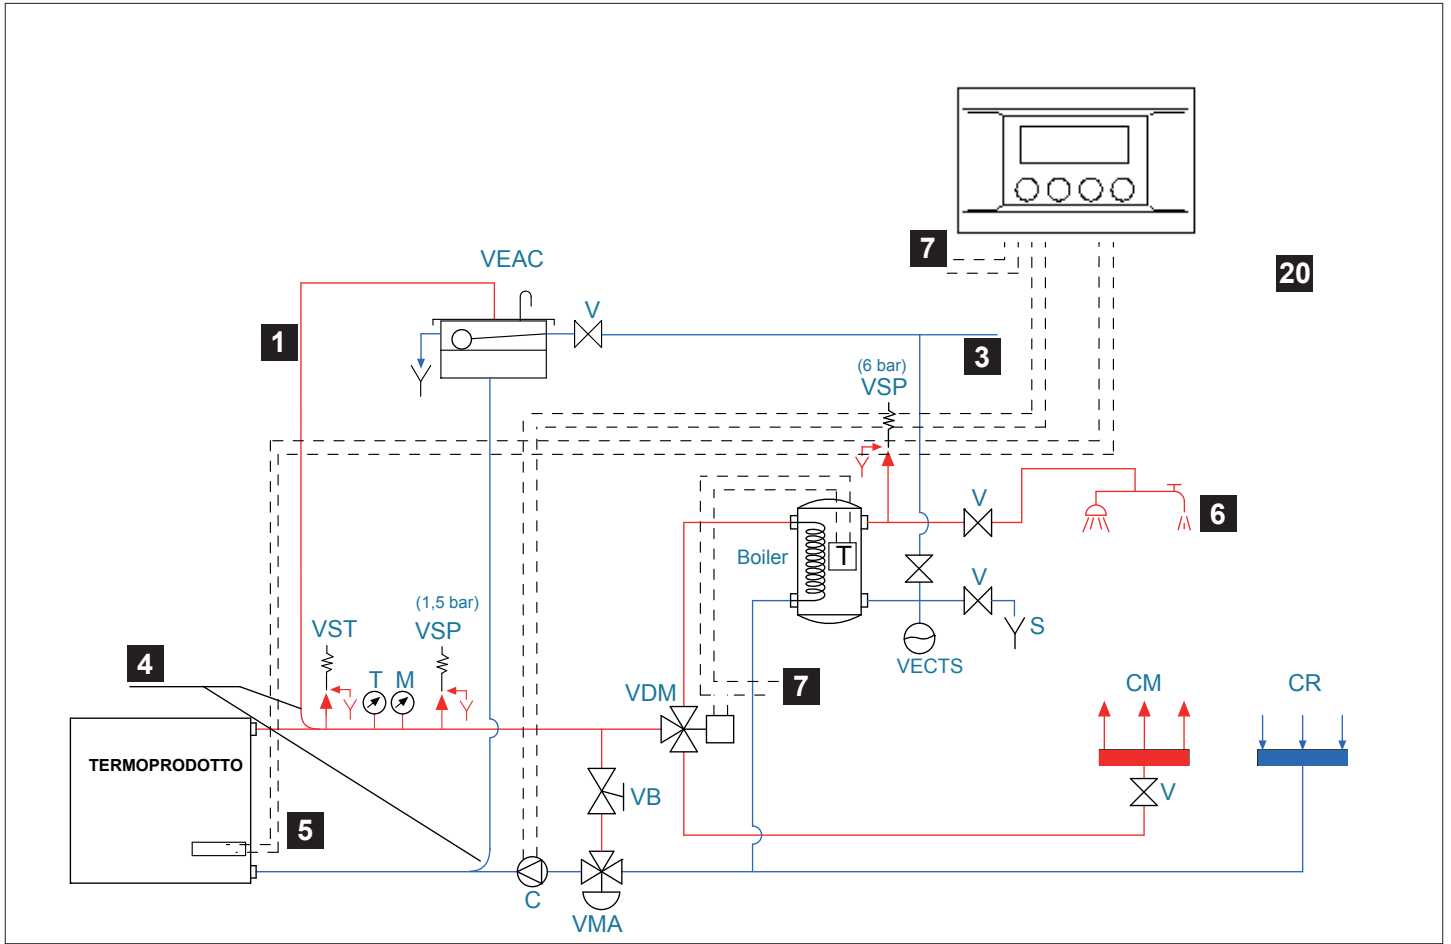 7
20
VEAC
V
1
3
(6 bar)
VSP
V
6
Boiler
T
V
S
VECTS
(1,5 bar)
VST
VSP
4
T
M
7
VDM
CM
CR
TERMOPRODOTTO
V
VB
5
C
VMA